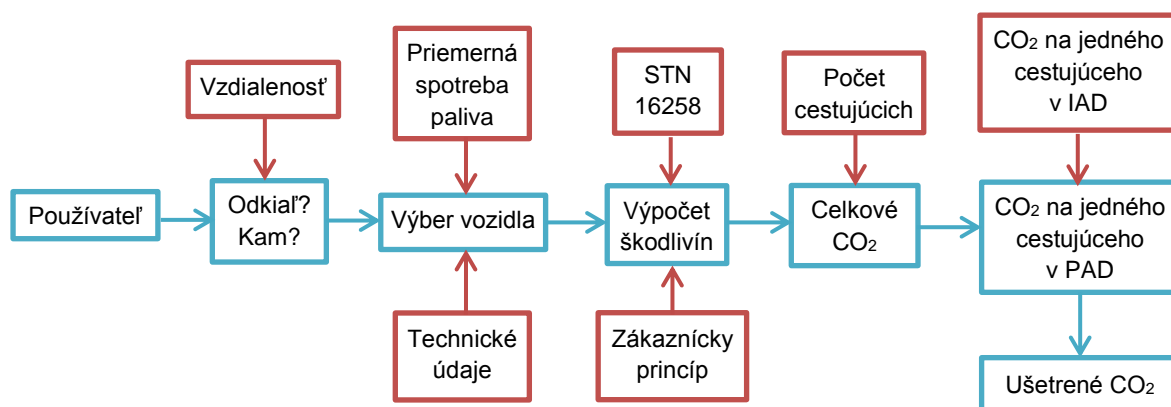 Vzdialenosť
Priemerná
spotreba
paliva
STN
16258
Počet
cestujúcich
CO₂ na jedného
cestujúceho
v IAD
Používateľ
Odkiaľ?
Kam?
Výber vozidla
Výpočet
škodlivín
Celkové
CO₂
CO₂ na jedného
cestujúceho
v PAD
Technické
údaje
Zákaznícky
princíp
Ušetrené CO₂